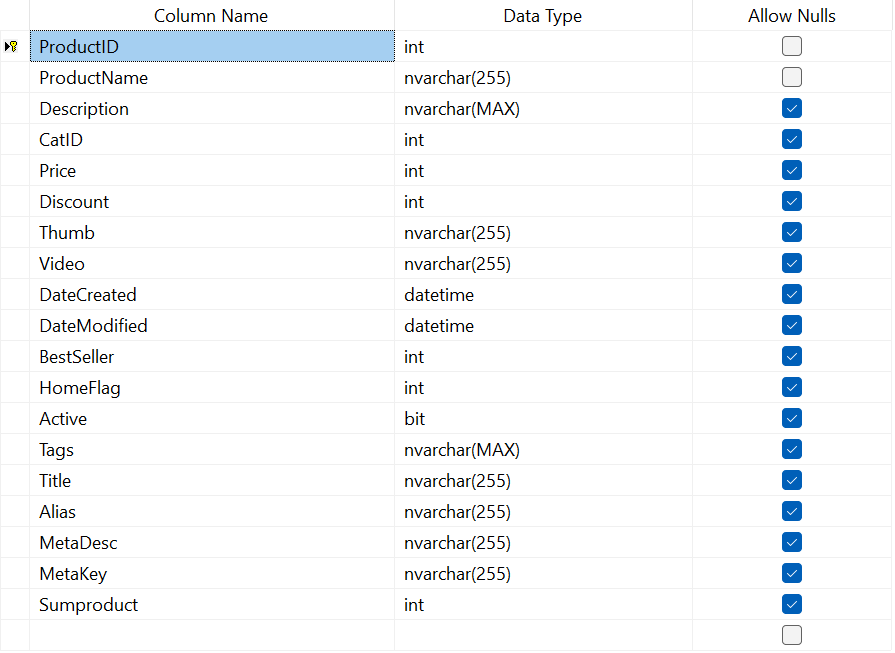 Column Name Data Type Allow Nulls
ProductID int
ProductName nvarchar(255)
Description nvarchar(MAX)
CatID int
Price int
Discount int
Thumb nvarchar(255)
Video nvarchar(255)
DateCreated datetime
DateModified datetime
BestSeller int
HomeFlag int
Active bit
Tags nvarchar(MAX)
Title nvarchar(255)
Alias nvarchar(255)
MetaDesc nvarchar(255)
MetaKey nvarchar(255)
Sumproduct int